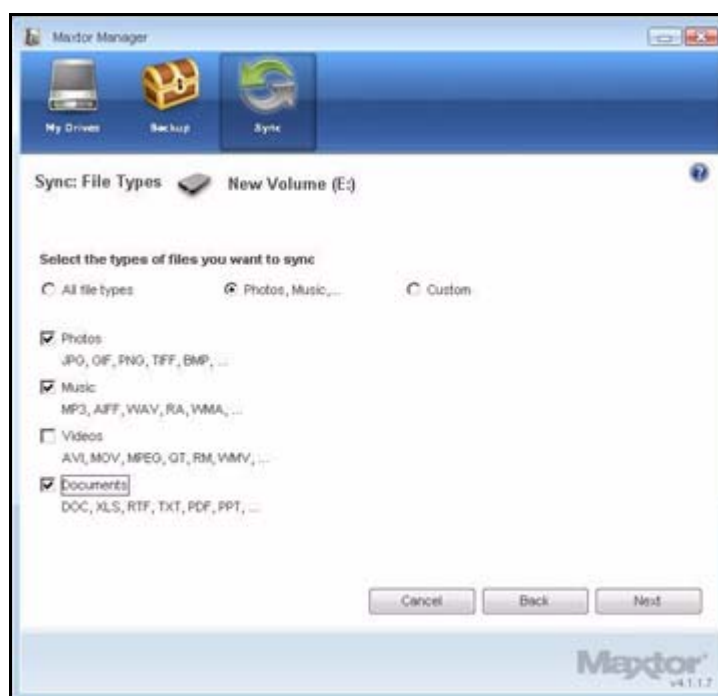 Maxtor Manager
My Drives Backup Sync
Sync: File Types New Volume (E:)
Select the types of files you want to sync
All file types Photos, Music,... Custom
Photos
JPG, GIF, PNG, TIFF, BMP, ...
Music
MP3, AIFF, WAV, RA, WMA, ...
Videos
AVI, MOV, MPEG, QT, RM, WMV, ...
Documents
DOC, XLS, RTF, TXT, PDF, PPT, ...
Cancel Back Next
Maxtor
v4.1.1.7